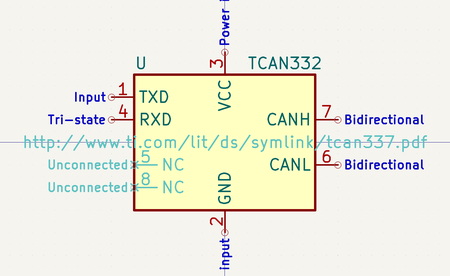 Power i
U
TCAN332
3
VCC
Input 1 TXD
Tri-state 4 RXD
CANH 7 Bidirectional
http://www.ti.com/lit/ds/symlink/tcan337.pdf
Unconnected 5 NC
CANL 6 Bidirectional
Unconnected 8 NC
GND
2
input